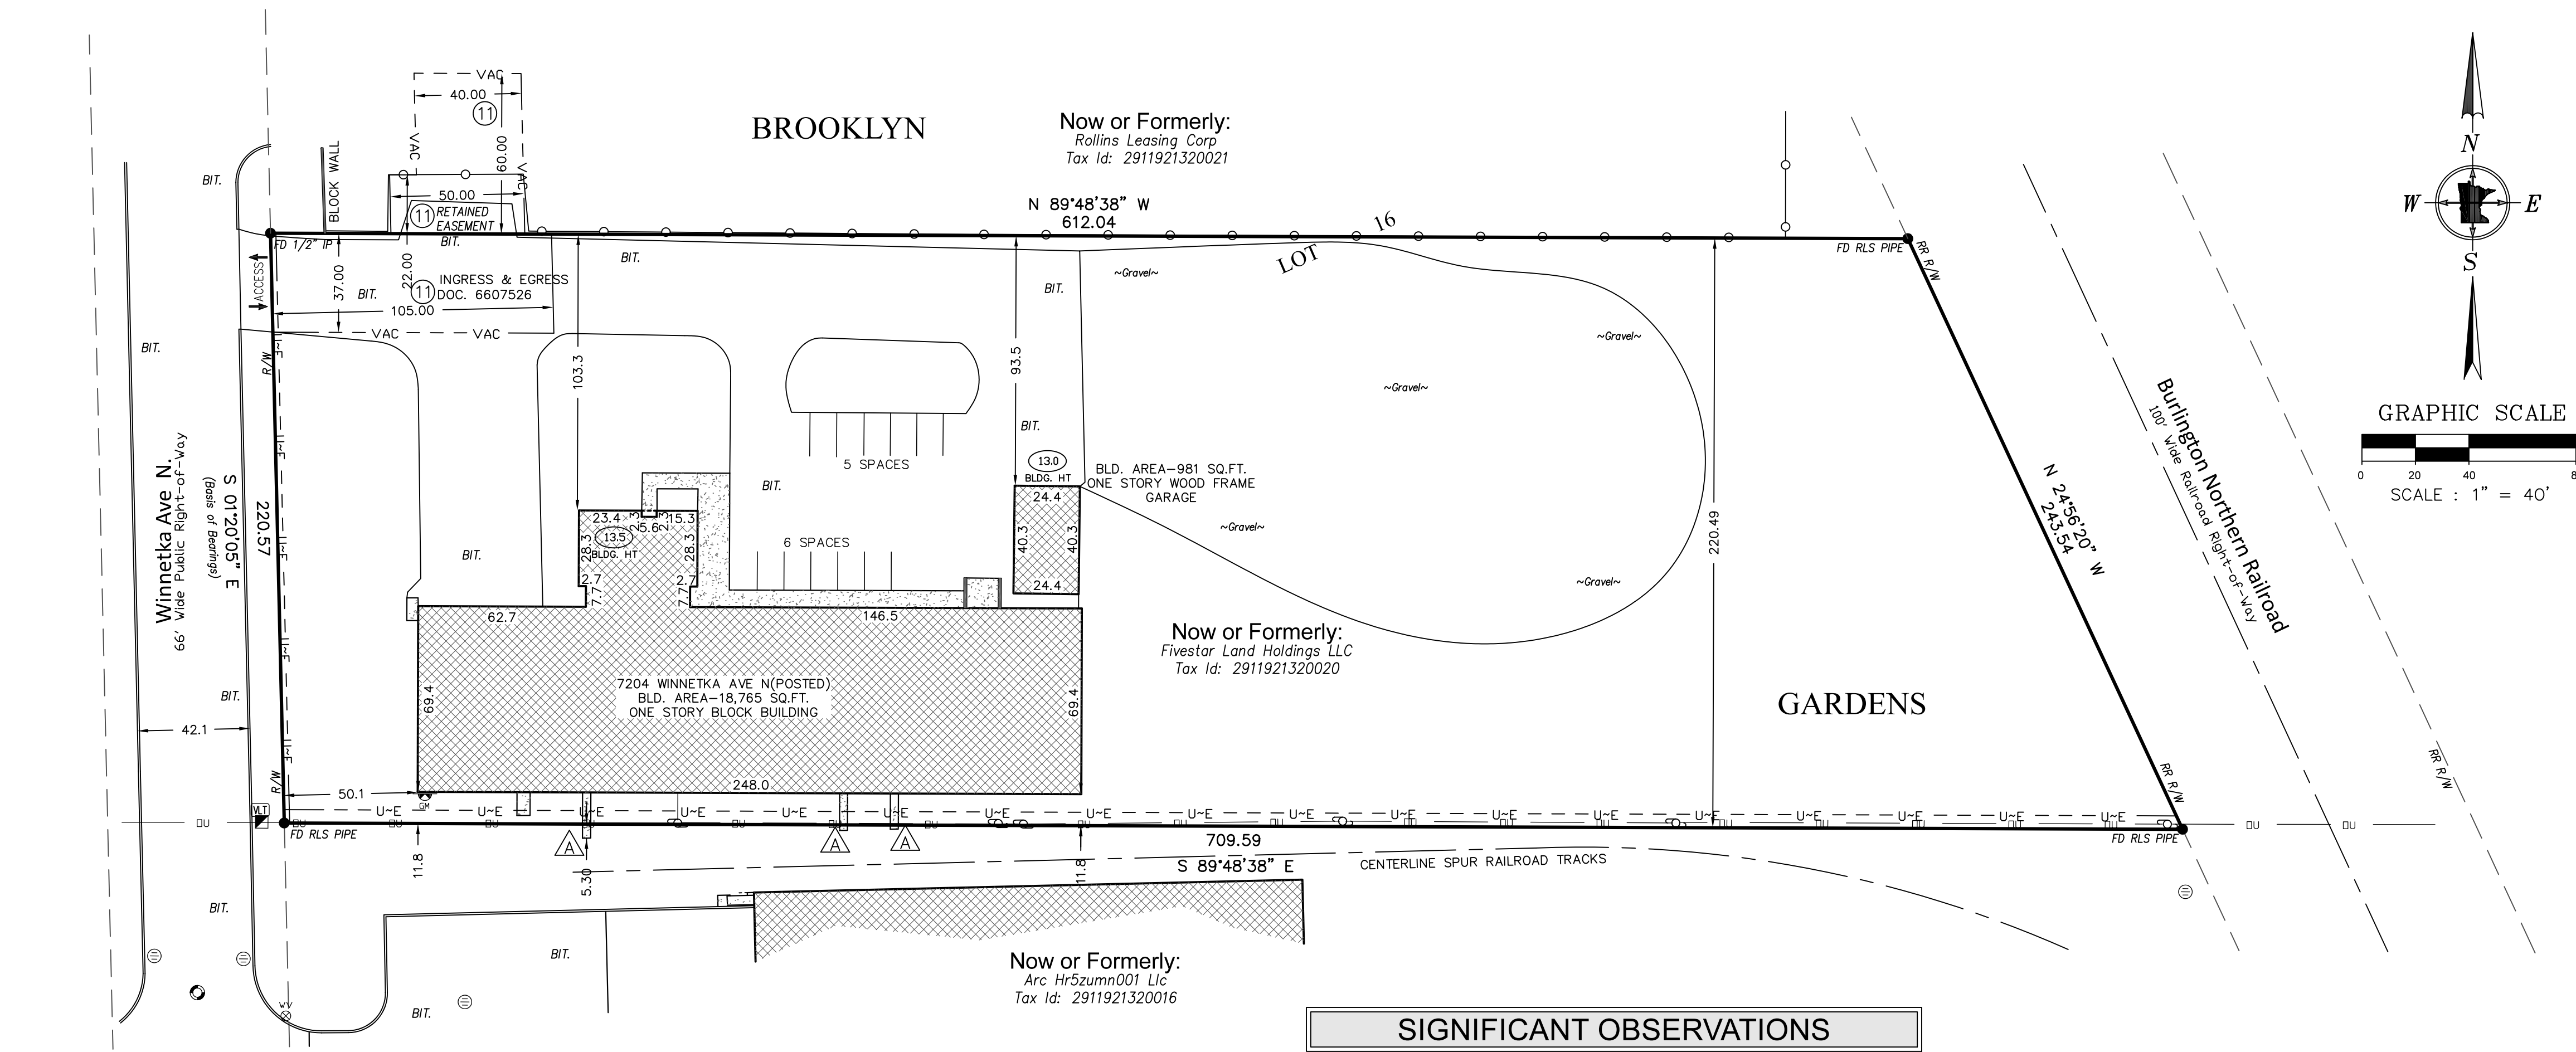 VAC
40.00
11
VAC
60.00
VAC
BROOKLYN
Now or Formerly:
Rollins Leasing Corp
Tax Id: 2911921320021
N
W
E
S
BIT.
BLOCK WALL
50.00
11
RETAINED
EASEMENT
BIT.
N 89°48'38" W
612.04
LOT 16
FD 1/2" IP
FD RLS PIPE
RR R/W
ACCESS
37.00
22.00
11
INGRESS & EGRESS
DOC. 6607526
BIT.
105.00
VAC
VAC
BIT.
BIT.
~Gravel~
~Gravel~
~Gravel~
BIT.
R/W
U~E
103.3
93.5
BIT.
5 SPACES
BIT.
13.0
BLDG. HT
BLD. AREA-981 SQ.FT.
ONE STORY WOOD FRAME
GARAGE
24.4
40.3
40.3
24.4
~Gravel~
~Gravel~
220.49
N 24°56'20" W
243.54
Burlington Northern Railroad
100' Wide Railroad Right-of-Way
GRAPHIC SCALE
0
20
40
8
SCALE : 1" = 40'
Winnetka Ave N.
66' Wide Public Right-of-Way
S 01°20'05" E
(Basis of Bearings)
220.57
U~E
U~E
U~E
U~E
BIT.
6 SPACES
23.4
2.3
5.6
2.3
15.3
13.5
BLDG. HT
28.3
28.3
2.7
2.7
7.7
7.7
62.7
146.5
Now or Formerly:
Fivestar Land Holdings LLC
Tax Id: 2911921320020
7204 WINNETKA AVE N(POSTED)
BLD. AREA-18,765 SQ.FT.
ONE STORY BLOCK BUILDING
69.4
69.4
248.0
GARDENS
BIT.
42.1
R/W
50.1
GM
VLT
RR R/W
RR R/W
U~E U~E U~E U~E U~E U~E U~E U~E U~E U~E U~E U~E U~E U~E U~E U~E U~E U~E
FD RLS PIPE
FD RLS PIPE
A
A
A
11.8
5.30
11.8
709.59
S 89°48'38" E
CENTERLINE SPUR RAILROAD TRACKS
BIT.
BIT.
BIT.
WV
Now or Formerly:
Arc Hr5zumn001 Llc
Tax Id: 2911921320016
SIGNIFICANT OBSERVATIONS